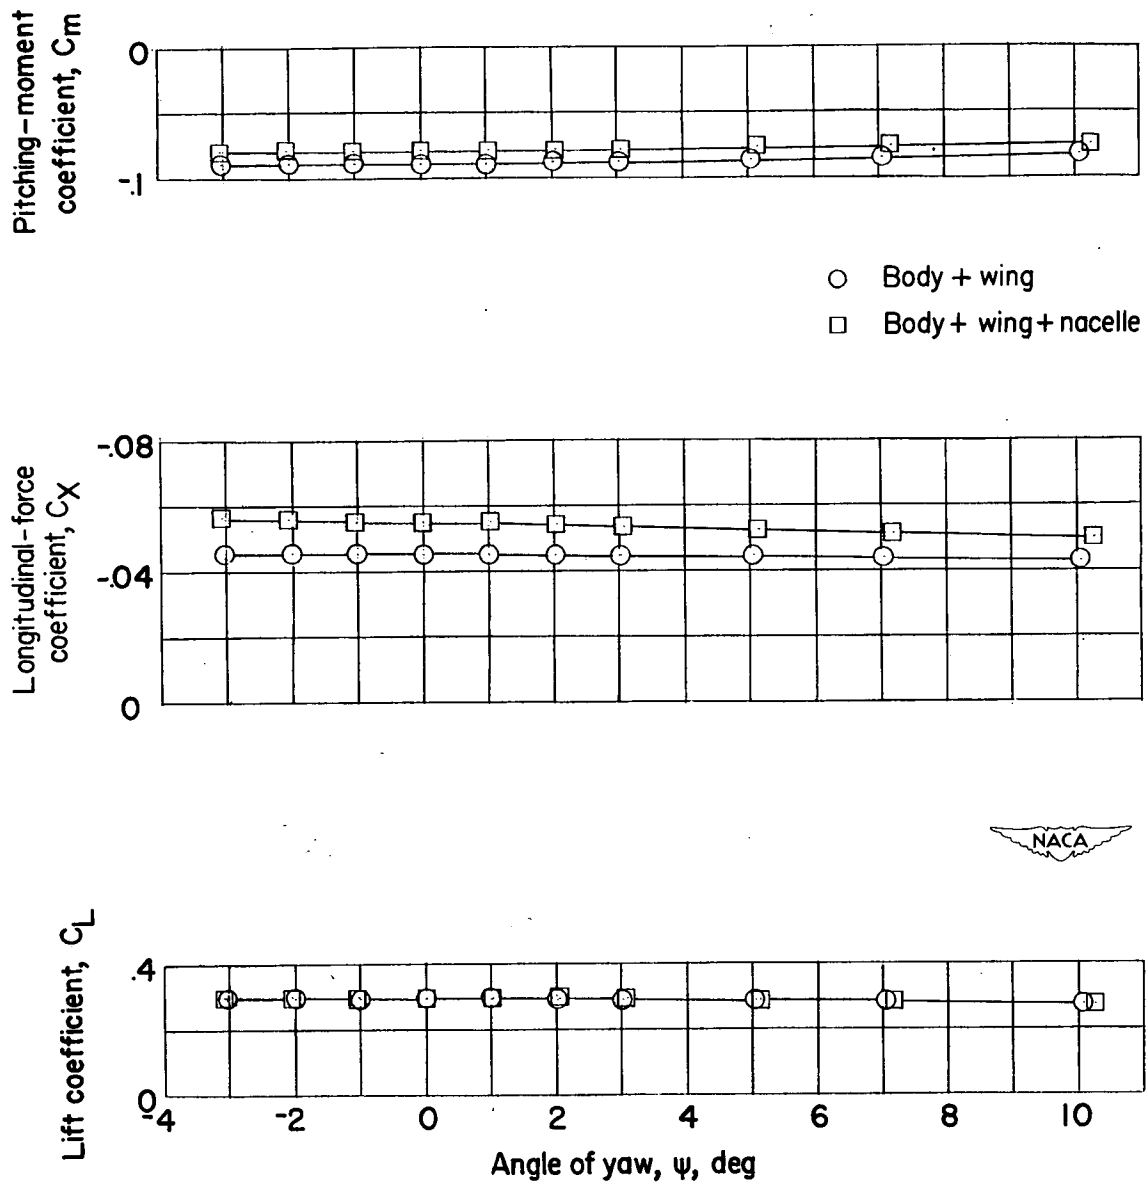 Pitching-moment
coefficient, Cm
0
-.1
Body + wing
Body + wing + nacelle
Longitudinal-force
coefficient, CX
-.08
-.04
0
NACA
Lift coefficient, CL
.4
0
-4 -2 0 2 4 6 8 10
Angle of yaw, ψ, deg